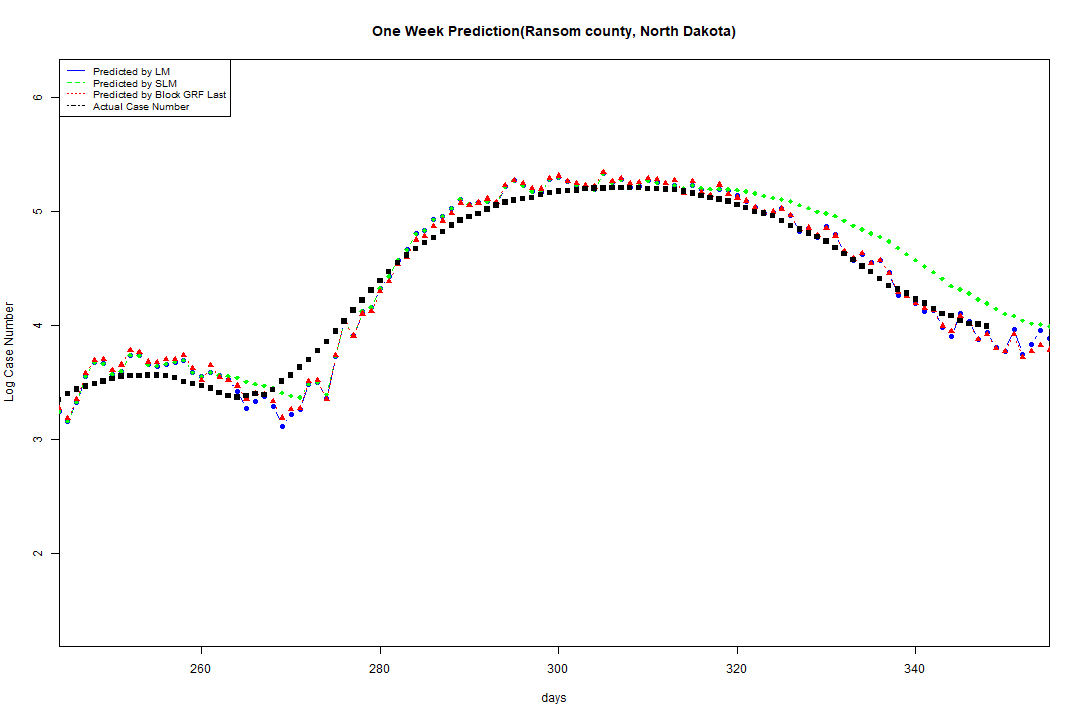 One Week Prediction(Ransom county, North Dakota)
Predicted by LM
Predicted by SLM
Predicted by Block GRF Last
Actual Case Number
6
5
4
3
2
Log Case Number
260 280 300 320 340
days